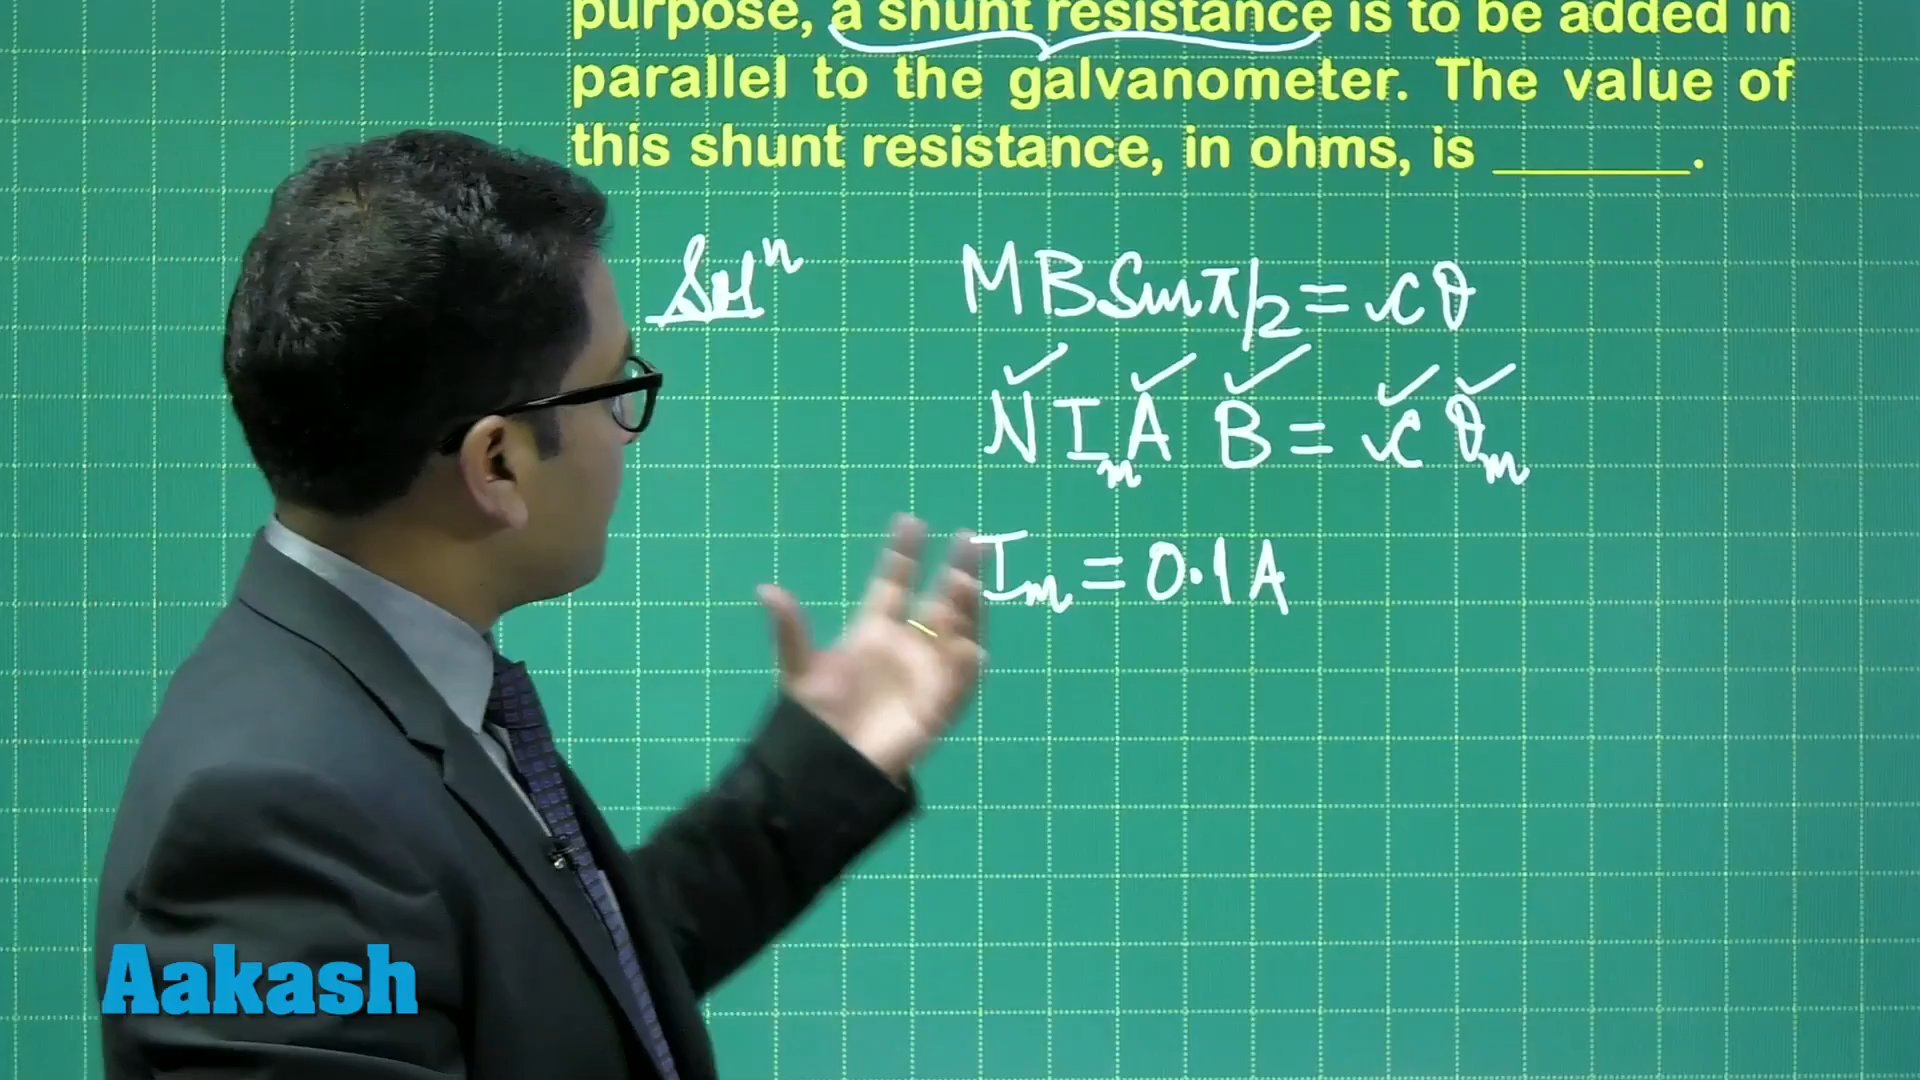 purpose, a shunt resistance is to be added in
parallel to the galvanometer. The value of
this shunt resistance, in ohms, is ______.
Solⁿ
MB Sin π/2 = cθ
N Iₘ A B = c θₘ
Iₘ = 0.1 A
Aakash